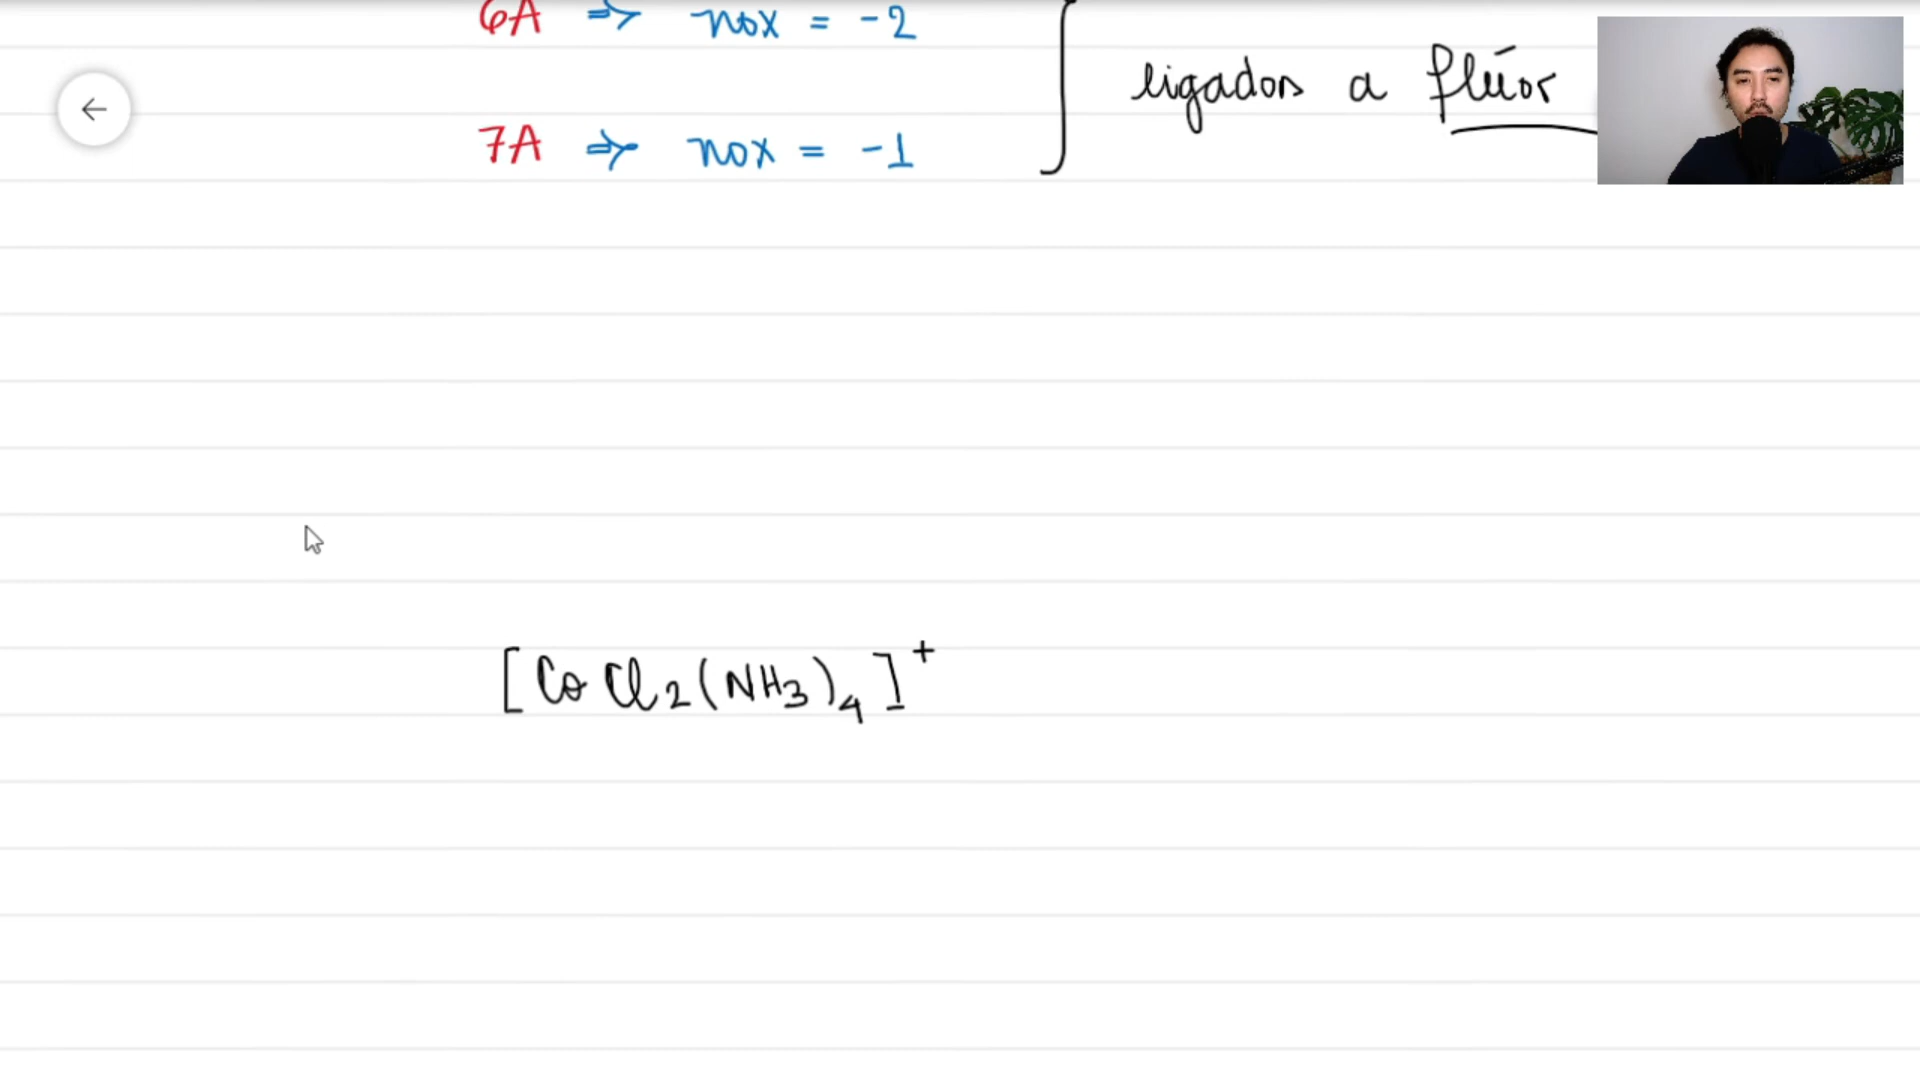 6A ⇒ nox = -2
ligados a flúor
7A ⇒ nox = -1
[CoCl₂(NH₃)₄]⁺